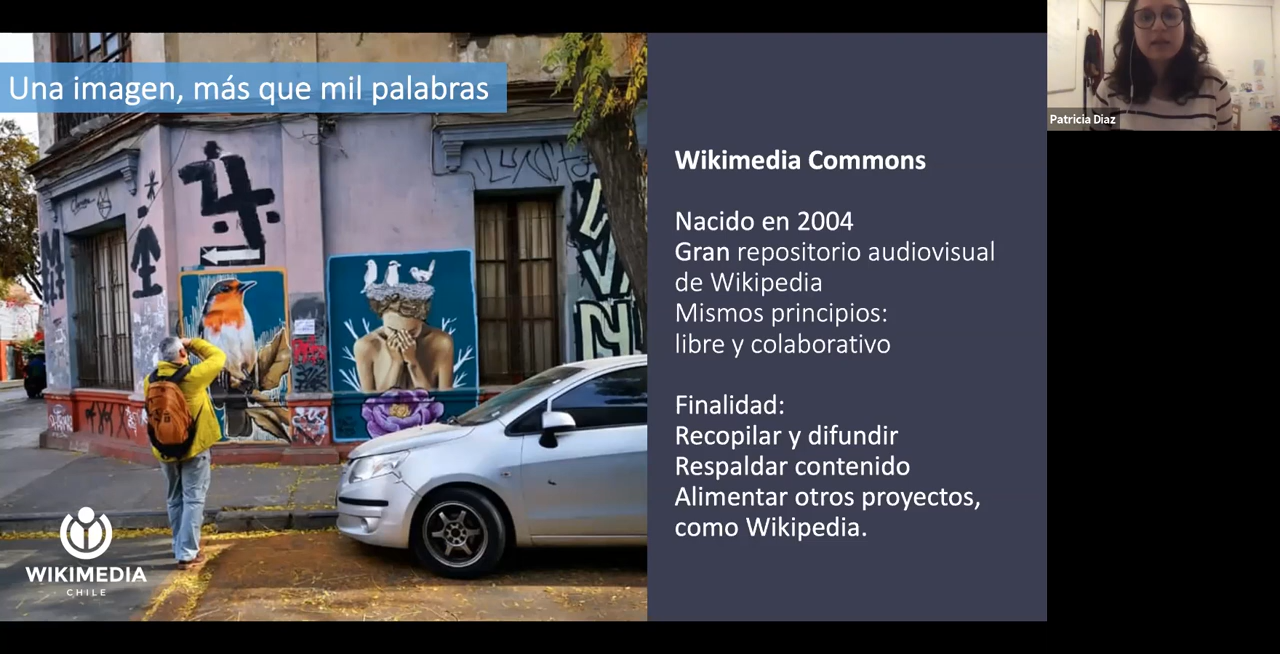 Una imagen, más que mil palabras
Wikimedia Commons
Nacido en 2004
Gran repositorio audiovisual
de Wikipedia
Mismos principios:
libre y colaborativo
Finalidad:
Recopilar y difundir
Respaldar contenido
Alimentar otros proyectos,
como Wikipedia.
WIKIMEDIA
CHILE
Patricia Diaz